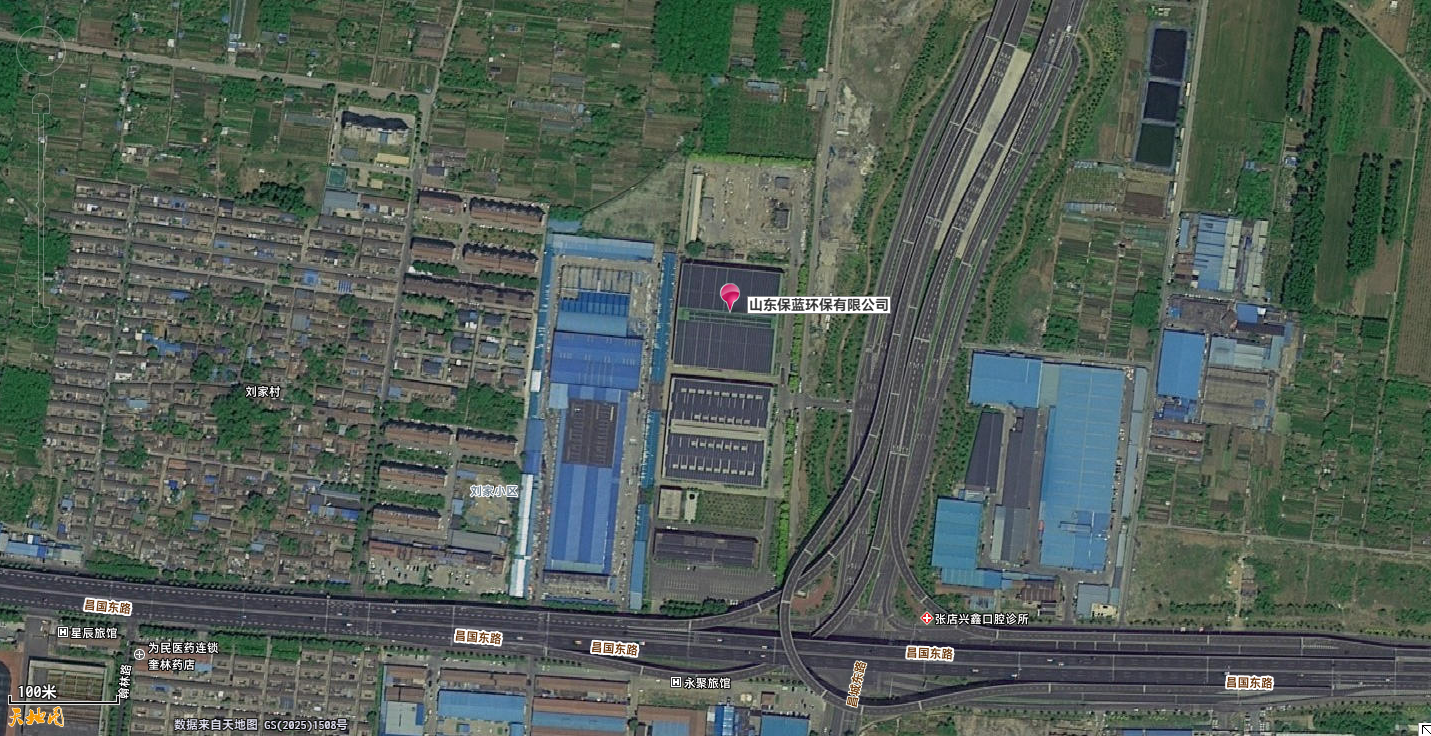 山东保蓝环保有限公司
刘家村
刘家小区
昌国东路
星辰旅馆
为民医药连锁
奎林药店
昌国东路
昌国东路
张店兴鑫口腔诊所
昌国东路
永聚旅馆
昌国东路
100米
天地图
数据来自天地图 GS(2025)1508号